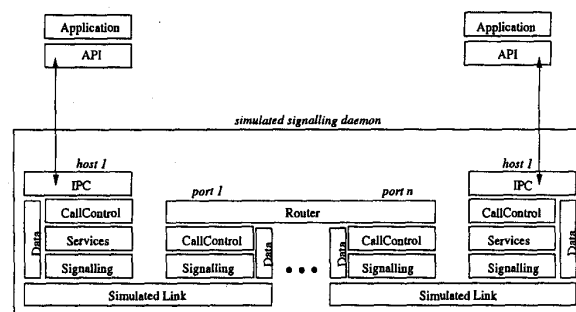 Application
API
Application
API
simulated signalling daemon
host 1
IPC
CallControl
Services
Signalling
Data
port 1
port n
Router
CallControl
Signalling
Data
Data
CallControl
Signalling
host 1
IPC
CallControl
Services
Signalling
Data
Simulated Link
Simulated Link